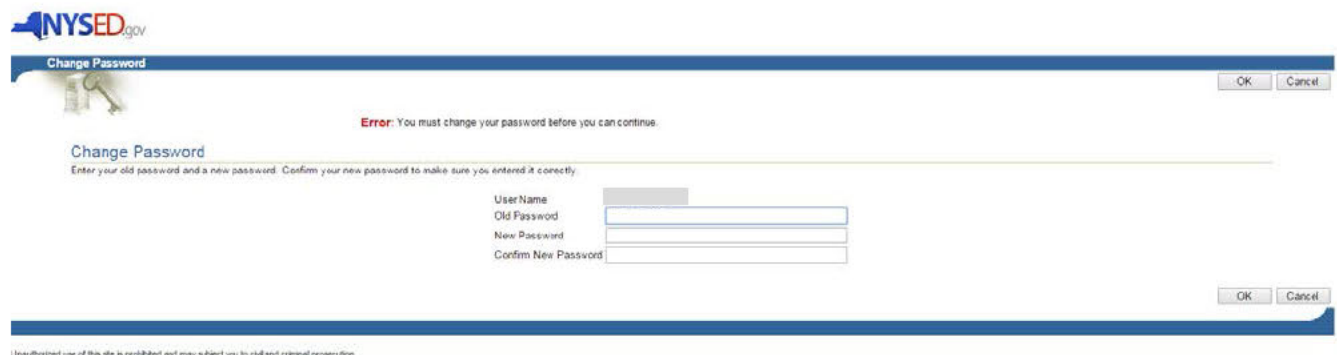 NYSED.gov
Change Password
OK Cancel
Error: You must change your password before you can continue.
Change Password
Enter your old password and a new password. Confirm your new password to make sure you entered it correctly.
User Name
Old Password
New Password
Confirm New Password
OK Cancel
Unauthorized use of this site is prohibited and may subject you to civil and criminal prosecution.